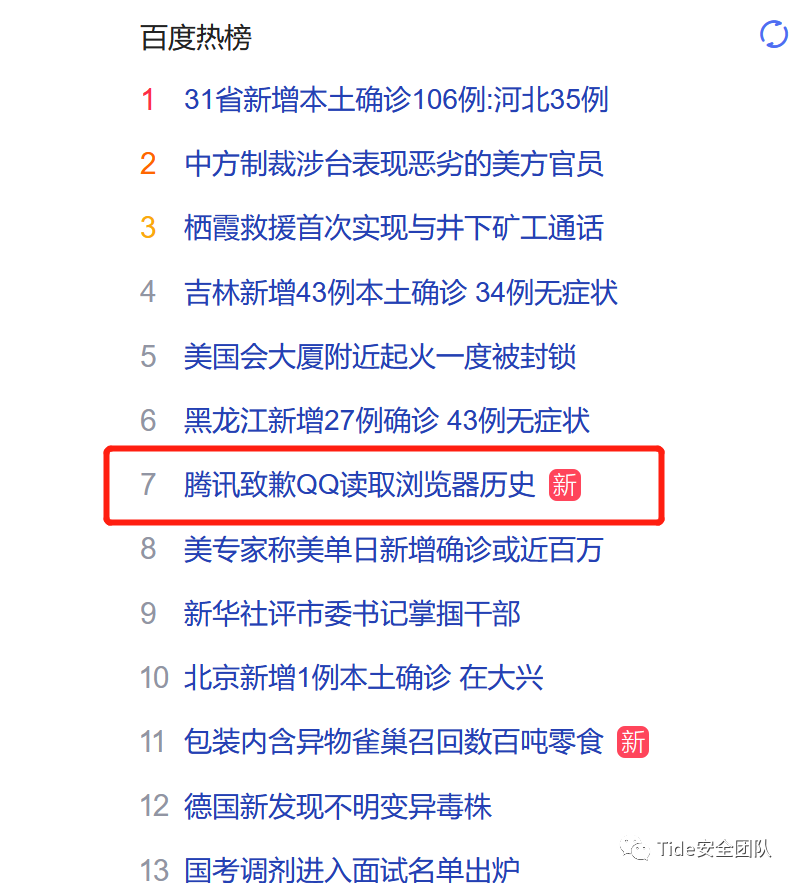 百度热榜
1 31省新增本土确诊106例:河北35例
2 中方制裁涉台表现恶劣的美方官员
3 栖霞救援首次实现与井下矿工通话
4 吉林新增43例本土确诊 34例无症状
5 美国会大厦附近起火一度被封锁
6 黑龙江新增27例确诊 43例无症状
7 腾讯致歉QQ读取浏览器历史 新
8 美专家称美单日新增确诊或近百万
9 新华社评市委书记掌掴干部
10 北京新增1例本土确诊 在大兴
11 包装内含异物雀巢召回数百吨零食 新
12 德国新发现不明变异毒株
13 国考调剂进入面试名单出炉
Tide安全团队